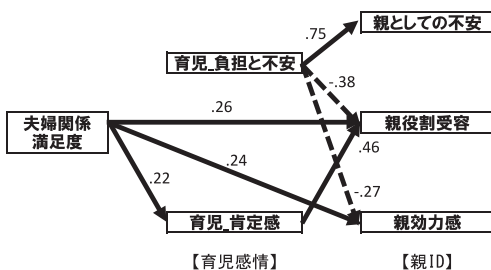 親としての不安
.75
育児_負担と不安
-.38
.26
夫婦関係
満足度
親役割受容
.46
.24
.22
-.27
育児_肯定感
親効力感
【育児感情】
【親ID】